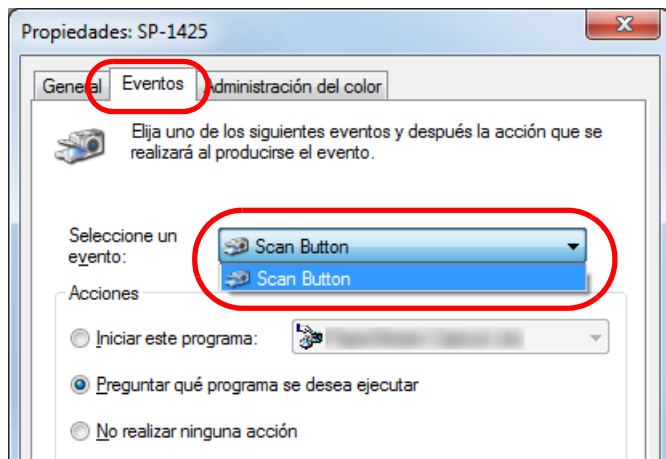 Propiedades: SP-1425
General Eventos Administración del color
Elija uno de los siguientes eventos y después la acción que se
realizará al producirse el evento.
Seleccione un
evento:
Scan Button
Scan Button
Acciones
Iniciar este programa:
Preguntar qué programa se desea ejecutar
No realizar ninguna acción